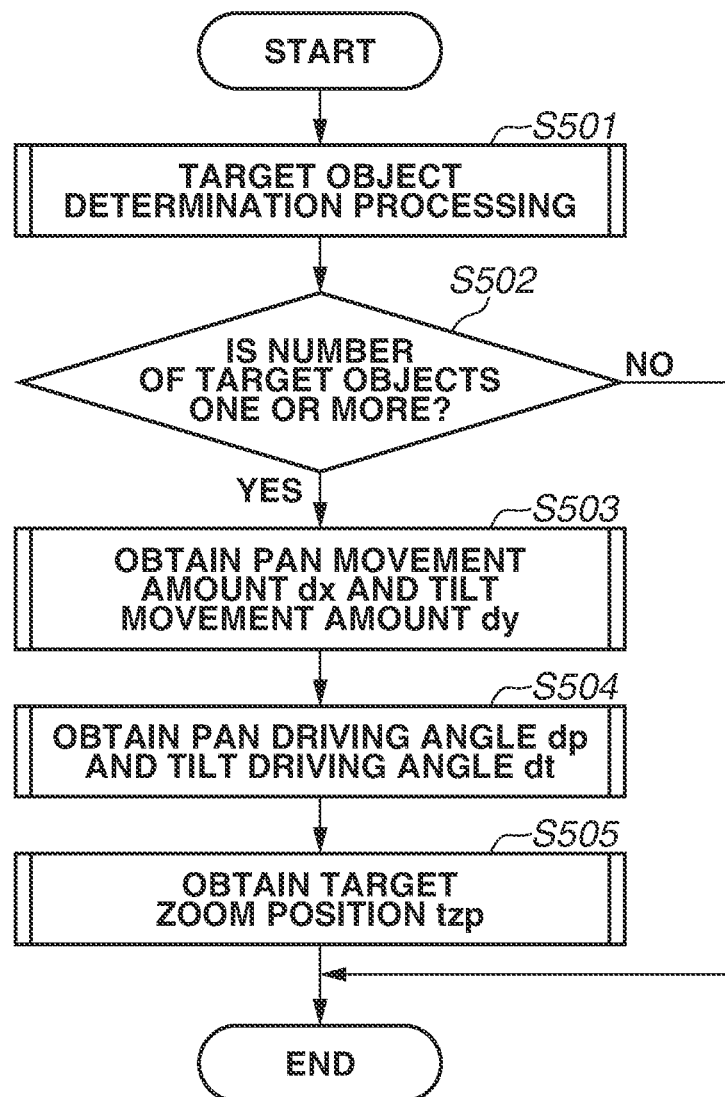 START
S501
TARGET OBJECT
DETERMINATION PROCESSING
S502
IS NUMBER
OF TARGET OBJECTS
ONE OR MORE?
NO
YES
S503
OBTAIN PAN MOVEMENT
AMOUNT dx AND TILT
MOVEMENT AMOUNT dy
S504
OBTAIN PAN DRIVING ANGLE dp
AND TILT DRIVING ANGLE dt
S505
OBTAIN TARGET
ZOOM POSITION tzp
END